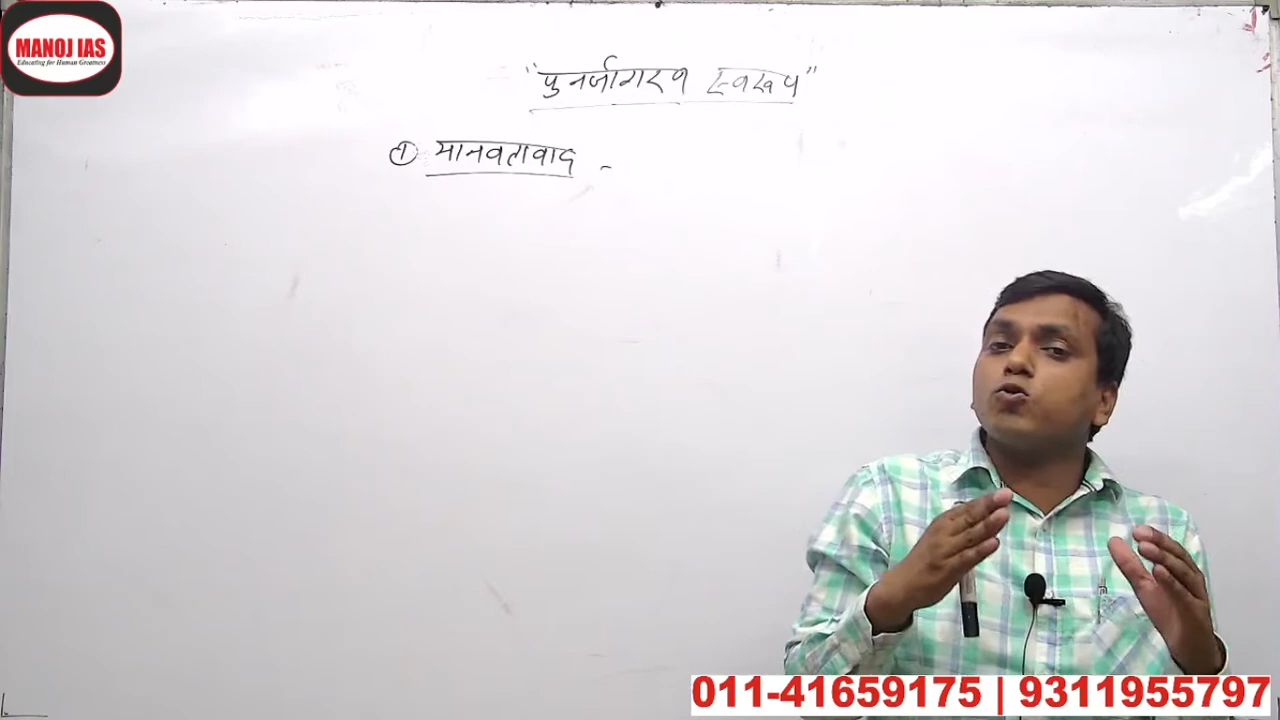 MANOJ IAS
Educating for Human Greatness
"पुनर्जागरण स्वरूप"
① मानवतावाद -
011-41659175 | 9311955797